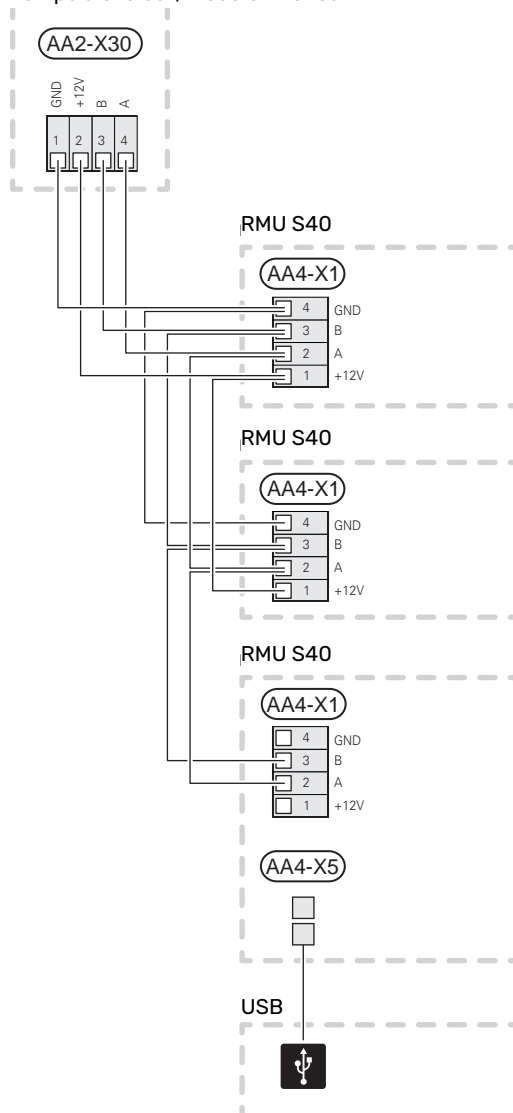 AA2-X30
GND
+12V
B
A
1 2 3 4
RMU S40
AA4-X1
4 GND
3 B
2 A
1 +12V
RMU S40
AA4-X1
4 GND
3 B
2 A
1 +12V
RMU S40
AA4-X1
4 GND
3 B
2 A
1 +12V
AA4-X5
USB